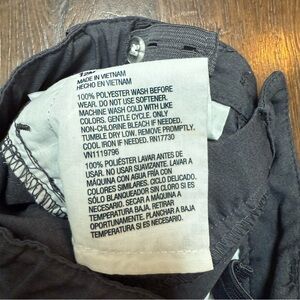 12M
MADE IN VIETNAM
HECHO EN VIETNAM
100% POLYESTER WASH BEFORE
WEAR. DO NOT USE SOFTENER.
MACHINE WASH COLD WITH LIKE
COLORS. GENTLE CYCLE. ONLY
NON-CHLORINE BLEACH IF NEEDED.
TUMBLE DRY LOW. REMOVE PROMPTLY.
COOL IRON IF NEEDED. RN17730
VN1119796
100% POLIÉSTER LAVAR ANTES DE
USAR. NO USAR SUAVIZANTE. LAVAR A
MÁQUINA CON AGUA FRÍA CON
COLORES SIMILARES. CICLO DELICADO.
SÓLO BLANQUEADOR SIN CLORO SI ES
NECESARIO. SECAR A MÁQUINA A
TEMPERATURA BAJA. RETIRAR
OPORTUNAMENTE. PLANCHAR A BAJA
TEMPERATURA SI ES NECESARIO.